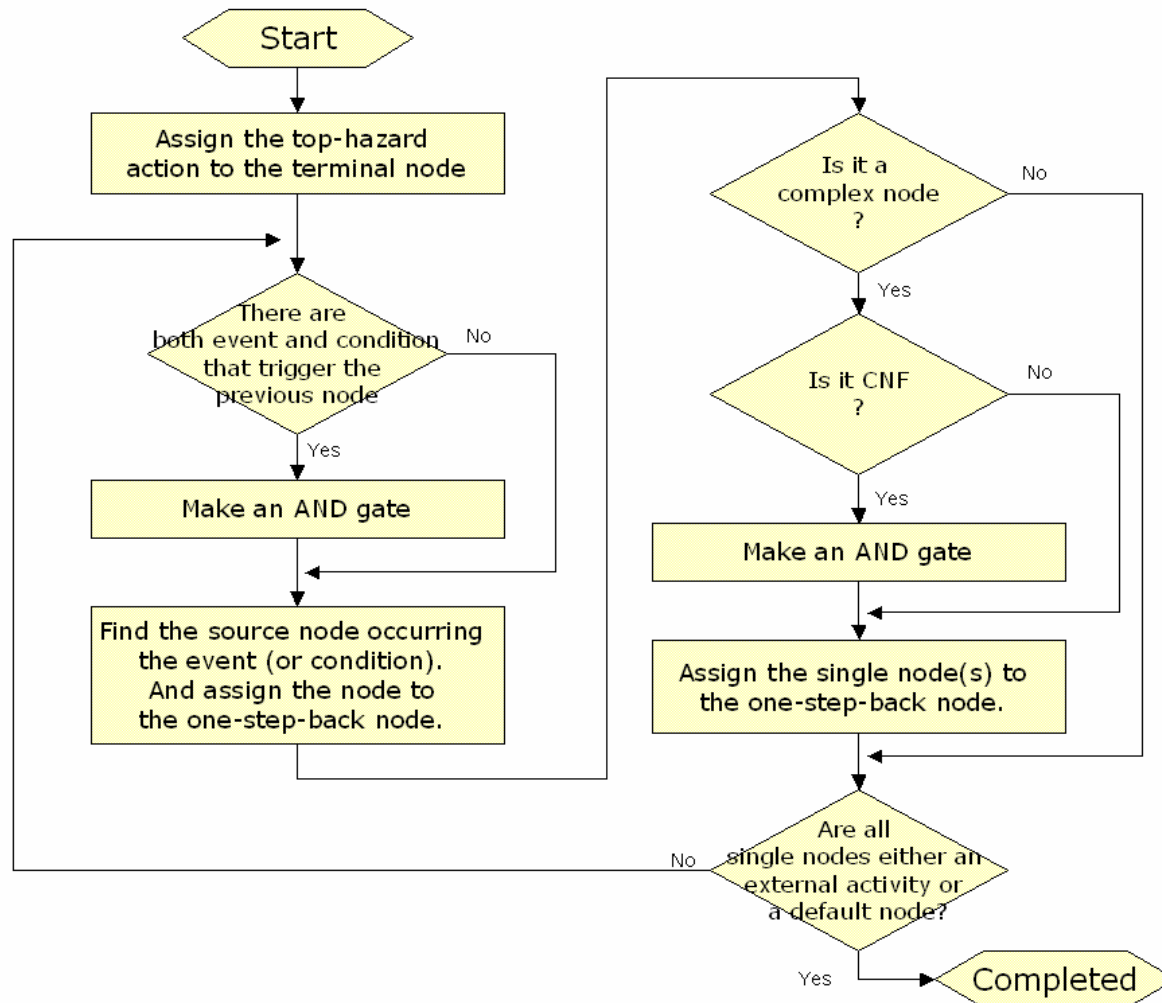 Start
Assign the top-hazard
action to the terminal node
There are
both event and condition
that trigger the
previous node
No
Yes
Make an AND gate
Find the source node occurring
the event (or condition).
And assign the node to
the one-step-back node.
Is it a
complex node
?
No
Yes
Is it CNF
?
No
Yes
Make an AND gate
Assign the single node(s) to
the one-step-back node.
Are all
single nodes either an
external activity or
a default node?
No
Yes
Completed